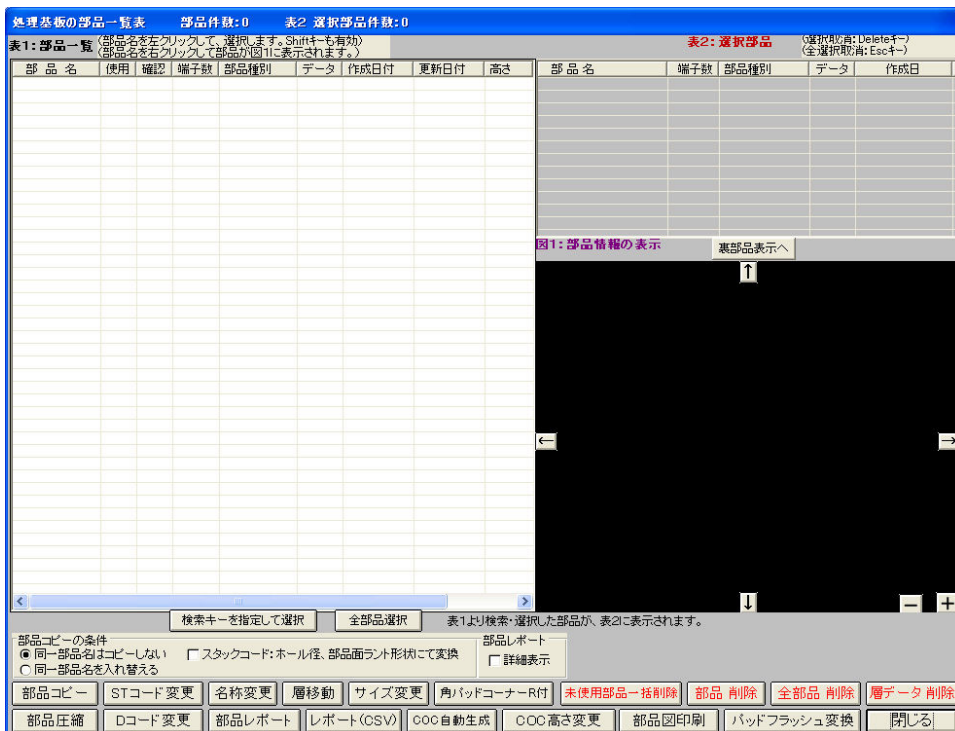 処理基板の部品一覧表 部品件数:0 表2 選択部品件数:0
表1:部品一覧 (部品名を左クリックして、選択します。Shiftキーも有効)
(部品名を右クリックして部品が図1に表示されます。)
表2:選択部品 (選択取消:Deleteキー)
(全選択取消:Escキー)
部 品 名 使用 確認 端子数 部品種別 データ 作成日付 更新日付 高さ
部 品 名 端子数 部品種別 データ 作成日
図1:部品情報の表示 裏部品表示へ
↑
← →
↓ － ＋
検索キーを指定して選択 全部品選択 表1より検索・選択した部品が、表2に表示されます。
部品コピーの条件 部品レポート
同一部品名はコピーしない スタックコード:ホール径、部品面ラント形状にて変換 詳細表示
同一部品名を入れ替える
部品コピー STコード変更 名称変更 層移動 サイズ変更 角パッドコーナーR付 未使用部品一括削除 部品 削除 全部品 削除 層データ 削除
部品圧縮 Dコード変更 部品レポート レポート(CSV) COC自動生成 COC高さ変更 部品図印刷 パッドフラッシュ変換 閉じる